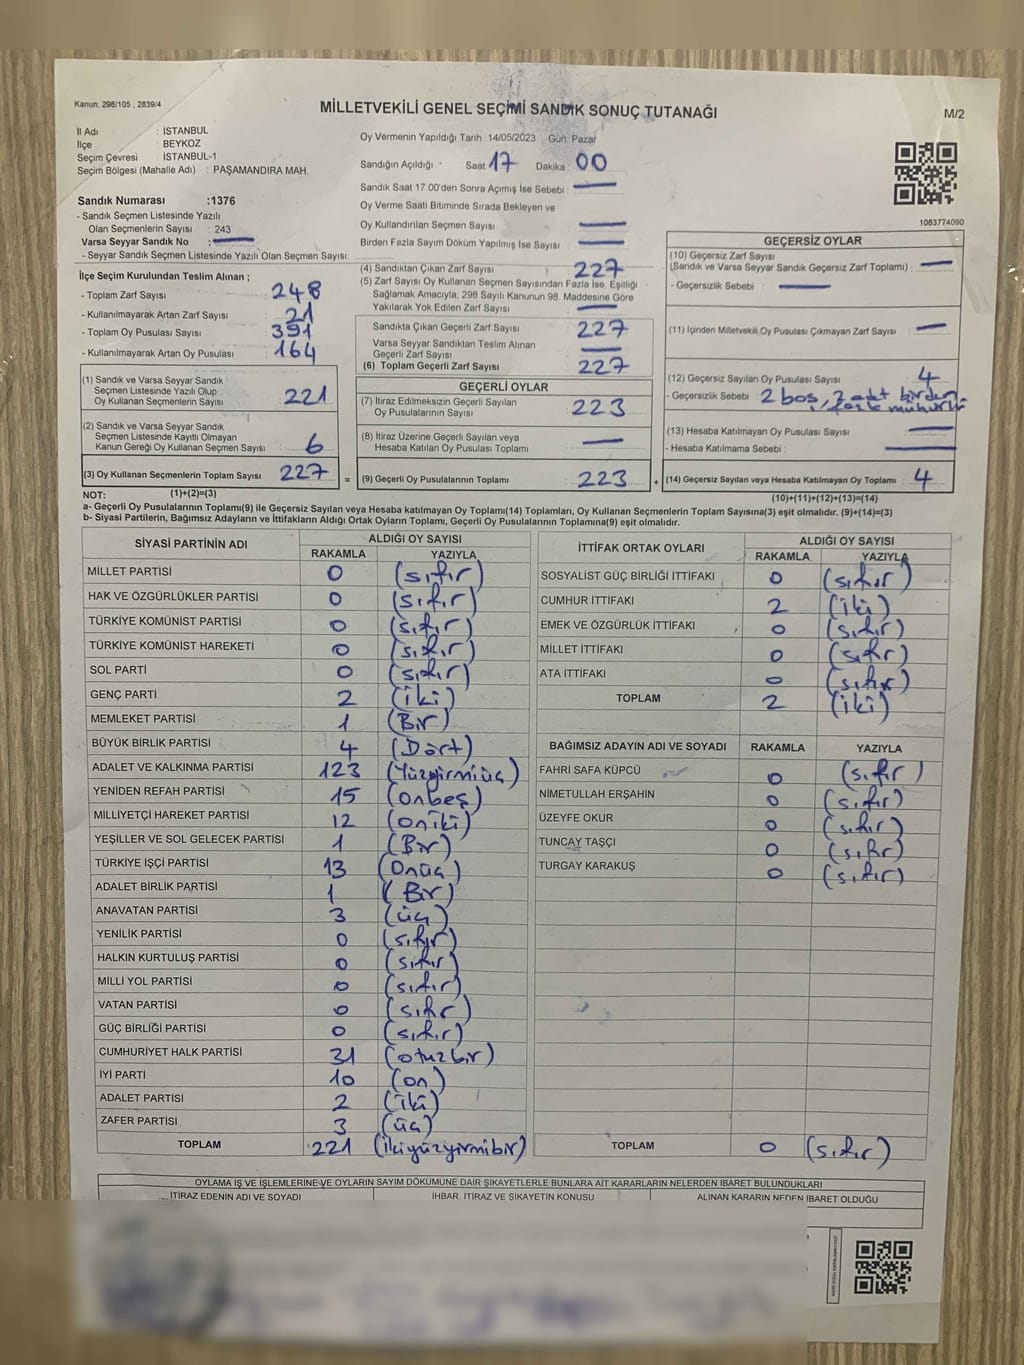 Kanun; 298/105 , 2839/4
MİLLETVEKİLİ GENEL SEÇİMİ SANDIK SONUÇ TUTANAĞI
M/2
İl Adı : İSTANBUL
İlçe : BEYKOZ
Seçim Çevresi : İSTANBUL-1
Seçim Bölgesi (Mahalle Adı) : PAŞAMANDIRA MAH.
Sandık Numarası :1376
- Sandık Seçmen Listesinde Yazılı
Olan Seçmenlerin Sayısı : 243
Varsa Seyyar Sandık No :
- Seyyar Sandık Seçmen Listesinde Yazılı Olan Seçmen Sayısı:
Oy Vermenin Yapıldığı Tarih : 14/05/2023 Gün: Pazar
Sandığın Açıldığı Saat 17 Dakika 00
Sandık Saat 17.00'den Sonra Açımış İse Sebebi :
Oy Verme Saati Bitiminde Sırada Bekleyen ve
Oy Kullandırılan Seçmen Sayısı
Birden Fazla Sayım Döküm Yapılmış İse Sayısı
1083774090
İlçe Seçim Kurulundan Teslim Alınan ;
- Toplam Zarf Sayısı 248
- Kullanılmayarak Artan Zarf Sayısı 21
- Toplam Oy Pusulası Sayısı 391
- Kullanılmayarak Artan Oy Pusulası 164
(1) Sandık ve Varsa Seyyar Sandık
Seçmen Listesinde Yazılı Olup
Oy Kullanan Seçmenlerin Sayısı 221
(2) Sandık ve Varsa Seyyar Sandık
Seçmen Listesinde Kayıtlı Olmayan
Kanun Gereği Oy Kullanan Seçmen Sayısı 6
(3) Oy Kullanan Seçmenlerin Toplam Sayısı 227 =
(4) Sandıktan Çıkan Zarf Sayısı 227
(5) Zarf Sayısı Oy Kullanan Seçmen Sayısından Fazla İse, Eşitliği
Sağlamak Amacıyla; 298 Sayılı Kanunun 98. Maddesine Göre
Yakılarak Yok Edilen Zarf Sayısı
Sandıkta Çıkan Geçerli Zarf Sayısı 227
Varsa Seyyar Sandıktan Teslim Alınan
Geçerli Zarf Sayısı
(6) Toplam Geçerli Zarf Sayısı 227
GEÇERLİ OYLAR
(7) İtiraz Edilmeksizin Geçerli Sayılan
Oy Pusulalarının Sayısı 223
(8) İtiraz Üzerine Geçerli Sayılan veya
Hesaba Katılan Oy Pusulası Toplamı
(9) Geçerli Oy Pusulalarının Toplamı 223 +
GEÇERSİZ OYLAR
(10) Geçersiz Zarf Sayısı
(Sandık ve Varsa Seyyar Sandık Geçersiz Zarf Toplamı) :
- Geçersizlik Sebebi :
(11) İçinden Milletvekili Oy Pusulası Çıkmayan Zarf Sayısı :
(12) Geçersiz Sayılan Oy Pusulası Sayısı 4
- Geçersizlik Sebebi : 2 boş, 2 adet birden
fazla mühürlü
(13) Hesaba Katılmayan Oy Pusulası Sayısı
- Hesaba Katılmama Sebebi :
(14) Geçersiz Sayılan veya Hesaba Katılmayan Oy Toplamı : 4
NOT: (1)+(2)=(3) (10)+(11)+(12)+(13)=(14)
a- Geçerli Oy Pusulalarının Toplamı(9) ile Geçersiz Sayılan veya Hesaba katılmayan Oy Toplamı(14) Toplamları, Oy Kullanan Seçmenlerin Toplam Sayısına(3) eşit olmalıdır. (9)+(14)=(3)
b- Siyasi Partilerin, Bağımsız Adayların ve İttifakların Aldığı Ortak Oyların Toplamı, Geçerli Oy Pusulalarının Toplamına(9) eşit olmalıdır.
SİYASİ PARTİNİN ADI ALDIĞI OY SAYISI
RAKAMLA YAZIYLA
MİLLET PARTİSİ 0 (sıfır)
HAK VE ÖZGÜRLÜKLER PARTİSİ 0 (sıfır)
TÜRKİYE KOMÜNİST PARTİSİ 0 (sıfır)
TÜRKİYE KOMÜNİST HAREKETİ 0 (sıfır)
SOL PARTİ 0 (sıfır)
GENÇ PARTİ 2 (iki)
MEMLEKET PARTİSİ 1 (Bir)
BÜYÜK BİRLİK PARTİSİ 4 (Dört)
ADALET VE KALKINMA PARTİSİ 123 (Yüzyirmiüç)
YENİDEN REFAH PARTİSİ 15 (onbeş)
MİLLİYETÇİ HAREKET PARTİSİ 12 (oniki)
YEŞİLLER VE SOL GELECEK PARTİSİ 1 (Bir)
TÜRKİYE İŞÇİ PARTİSİ 13 (Onüç)
ADALET BİRLİK PARTİSİ 1 (Bir)
ANAVATAN PARTİSİ 3 (üç)
YENİLİK PARTİSİ 0 (sıfır)
HALKIN KURTULUŞ PARTİSİ 0 (sıfır)
MİLLİ YOL PARTİSİ 0 (sıfır)
VATAN PARTİSİ 0 (sıfır)
GÜÇ BİRLİĞİ PARTİSİ 0 (sıfır)
CUMHURİYET HALK PARTİSİ 31 (otuzbir)
İYİ PARTİ 10 (on)
ADALET PARTİSİ 2 (iki)
ZAFER PARTİSİ 3 (üç)
TOPLAM 221 (ikiyüzyirmibir)
İTTİFAK ORTAK OYLARI ALDIĞI OY SAYISI
RAKAMLA YAZIYLA
SOSYALİST GÜÇ BİRLİĞİ İTTİFAKI 0 (sıfır)
CUMHUR İTTİFAKI 2 (iki)
EMEK VE ÖZGÜRLÜK İTTİFAKI 0 (sıfır)
MİLLET İTTİFAKI 0 (sıfır)
ATA İTTİFAKI 0 (sıfır)
TOPLAM 2 (iki)
BAĞIMSIZ ADAYIN ADI VE SOYADI RAKAMLA YAZIYLA
FAHRİ SAFA KÜPCÜ 0 (sıfır)
NİMETULLAH ERŞAHİN 0 (sıfır)
ÜZEYFE OKUR 0 (sıfır)
TUNCAY TAŞÇI 0 (sıfır)
TURGAY KARAKUŞ 0 (sıfır)
TOPLAM 0 (sıfır)
OYLAMA İŞ VE İŞLEMLERİNE VE OYLARIN SAYIM DÖKÜMÜNE DAİR ŞİKAYETLERLE BUNLARA AİT KARARLARIN NELERDEN İBARET BULUNDUKLARI
İTİRAZ EDENİN ADI VE SOYADI İHBAR, İTİRAZ VE ŞİKAYETİN KONUSU ALINAN KARARIN NEDEN İBARET OLDUĞU